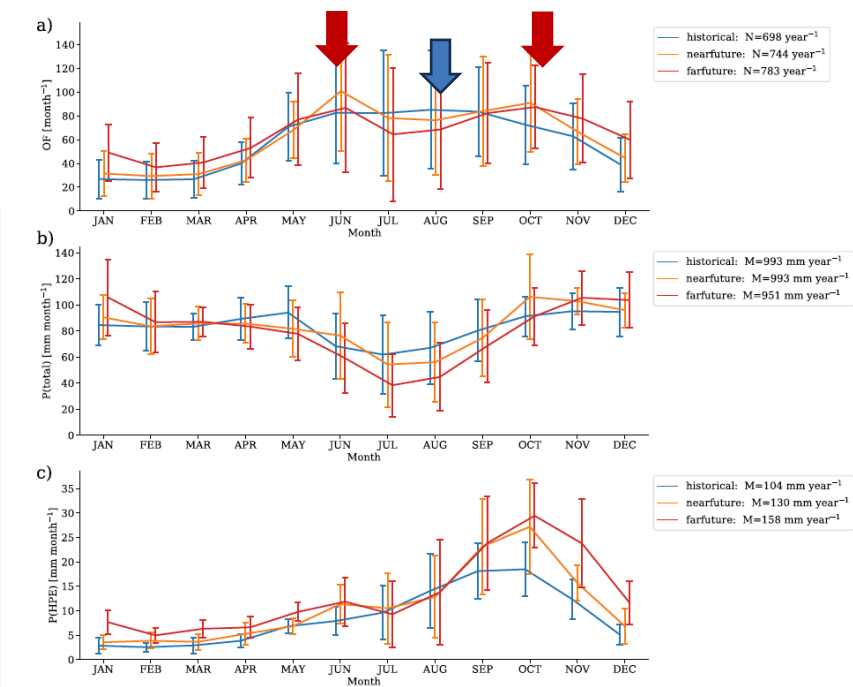 a)
historical: N=698 year⁻¹
nearfuture: N=744 year⁻¹
farfuture: N=783 year⁻¹
OF [month⁻¹]
140
120
100
80
60
40
20
0
JAN FEB MAR APR MAY JUN JUL AUG SEP OCT NOV DEC
Month
b)
historical: M=993 mm year⁻¹
nearfuture: M=993 mm year⁻¹
farfuture: M=951 mm year⁻¹
P(total) [mm month⁻¹]
140
120
100
80
60
40
20
0
JAN FEB MAR APR MAY JUN JUL AUG SEP OCT NOV DEC
Month
c)
historical: M=104 mm year⁻¹
nearfuture: M=130 mm year⁻¹
farfuture: M=158 mm year⁻¹
P(HPE) [mm month⁻¹]
35
30
25
20
15
10
5
0
JAN FEB MAR APR MAY JUN JUL AUG SEP OCT NOV DEC
Month